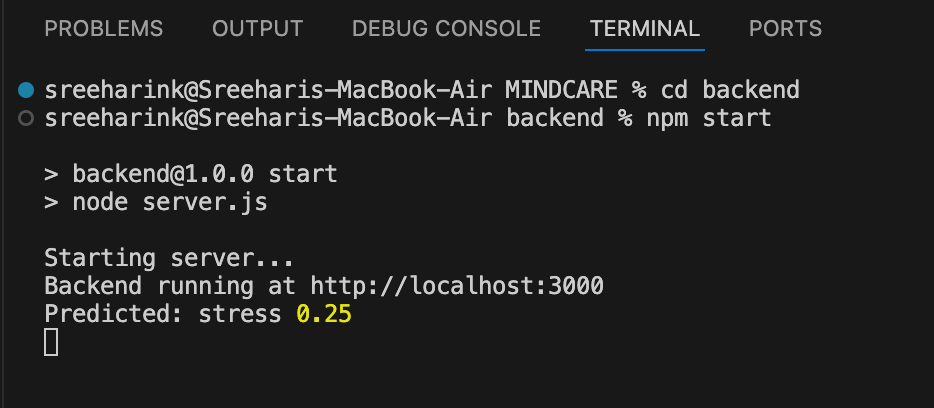 PROBLEMS OUTPUT DEBUG CONSOLE TERMINAL PORTS
sreeharink@Sreeharis-MacBook-Air MINDCARE % cd backend
sreeharink@Sreeharis-MacBook-Air backend % npm start
> backend@1.0.0 start
> node server.js
Starting server...
Backend running at http://localhost:3000
Predicted: stress 0.25